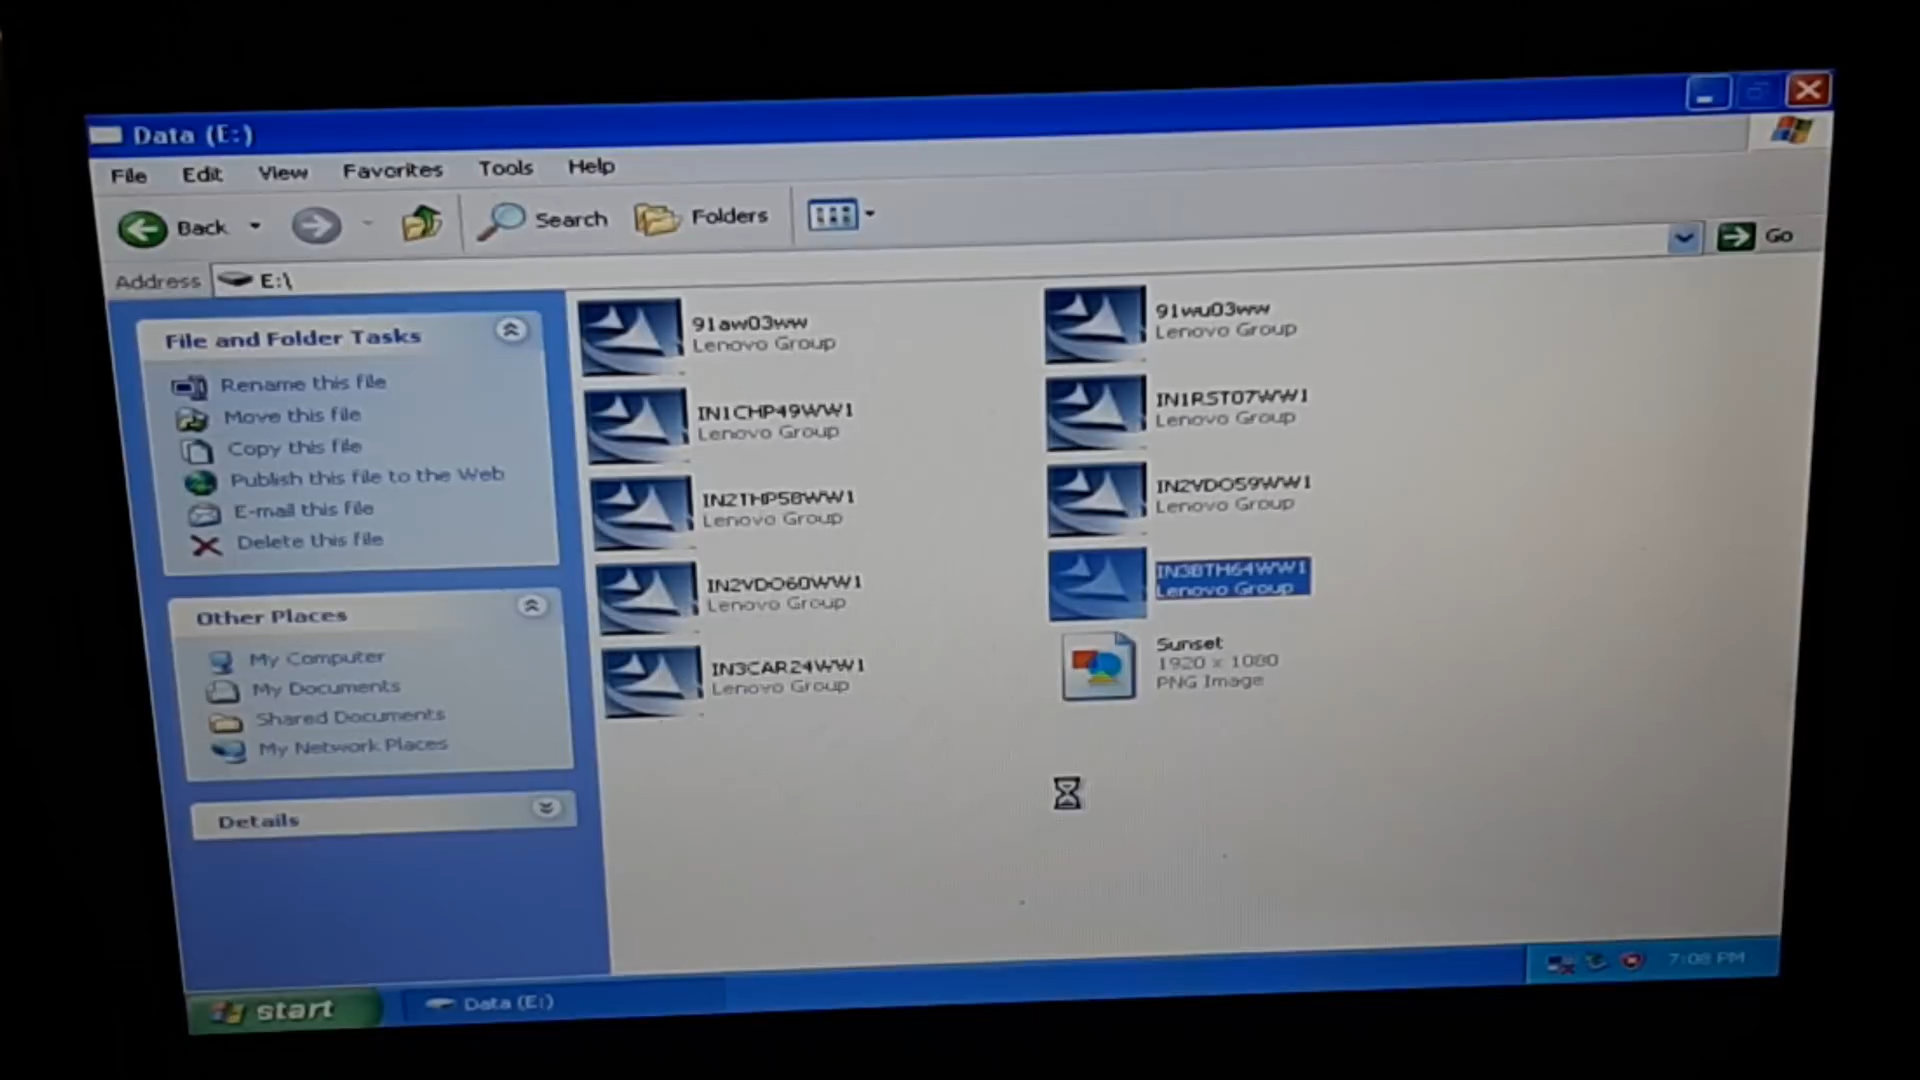 Data (E:)
File Edit View Favorites Tools Help
Back Search Folders
Address E:\ Go
File and Folder Tasks
Rename this file
Move this file
Copy this file
Publish this file to the Web
E-mail this file
Delete this file
Other Places
My Computer
My Documents
Shared Documents
My Network Places
Details
91aw03ww
Lenovo Group
91wu03ww
Lenovo Group
IN1CHP49WW1
Lenovo Group
IN1RST07WW1
Lenovo Group
IN2THP58WW1
Lenovo Group
IN2VDO59WW1
Lenovo Group
IN2VDO60WW1
Lenovo Group
IN3BTH64WW1
Lenovo Group
IN3CAR24WW1
Lenovo Group
Sunset
1920 x 1080
PNG Image
start Data (E:) 7:08 PM